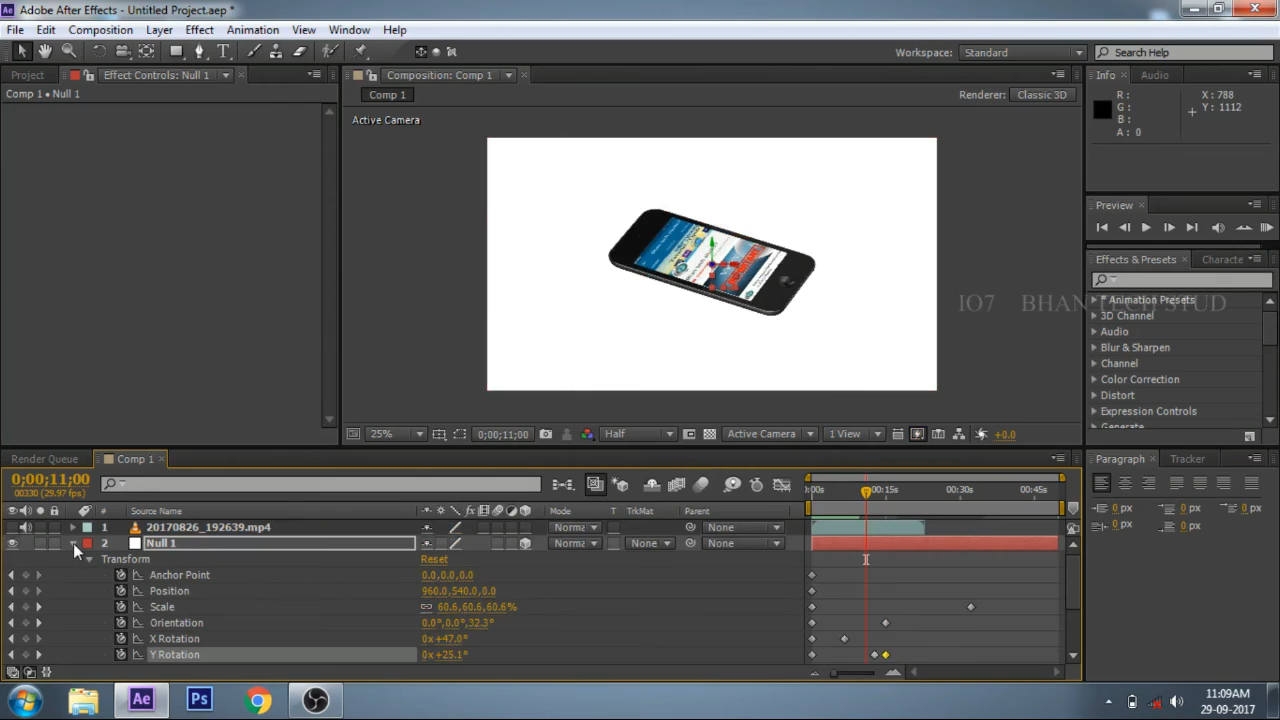 Adobe After Effects - Untitled Project.aep *
File Edit Composition Layer Effect Animation View Window Help
Workspace: Standard Search Help
Project Effect Controls: Null 1 Composition: Comp 1 Info Audio
Comp 1 • Null 1
Comp 1 Renderer: Classic 3D
Active Camera
R: X: 788
G: Y: 1112
B:
A: 0
Preview
Effects & Presets Characte
* Animation Presets
IO7 BHANTECH STUD
3D Channel
Audio
Blur & Sharpen
Channel
Color Correction
Distort
Expression Controls
Generate
25% 0;00;11;00 Half Active Camera 1 View +0.0
Render Queue Comp 1 Paragraph Tracker
0;00;11;00
00330 (29.97 fps)
0 px 0 px 0 px
0 px 0 px
:00s 00:15s 00:30s 00:45s
# Source Name Mode T TrkMat Parent
1 20170826_192639.mp4 Norma None
2 Null 1 Norma None None
Transform Reset
Anchor Point 0.0,0.0,0.0
Position 960.0,540.0,0.0
Scale 60.6,60.6,60.6%
Orientation 0.0°,0.0°,32.3°
X Rotation 0x+47.0°
Y Rotation 0x+25.1°
Ae Ps
11:09AM
29-09-2017